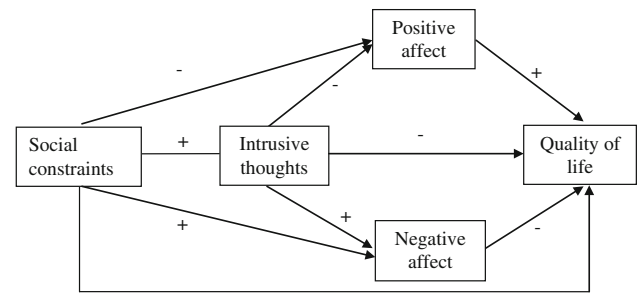 Positive
affect
-
+
-
Social
constraints
+
Intrusive
thoughts
-
Quality of
life
+
+
Negative
affect
-